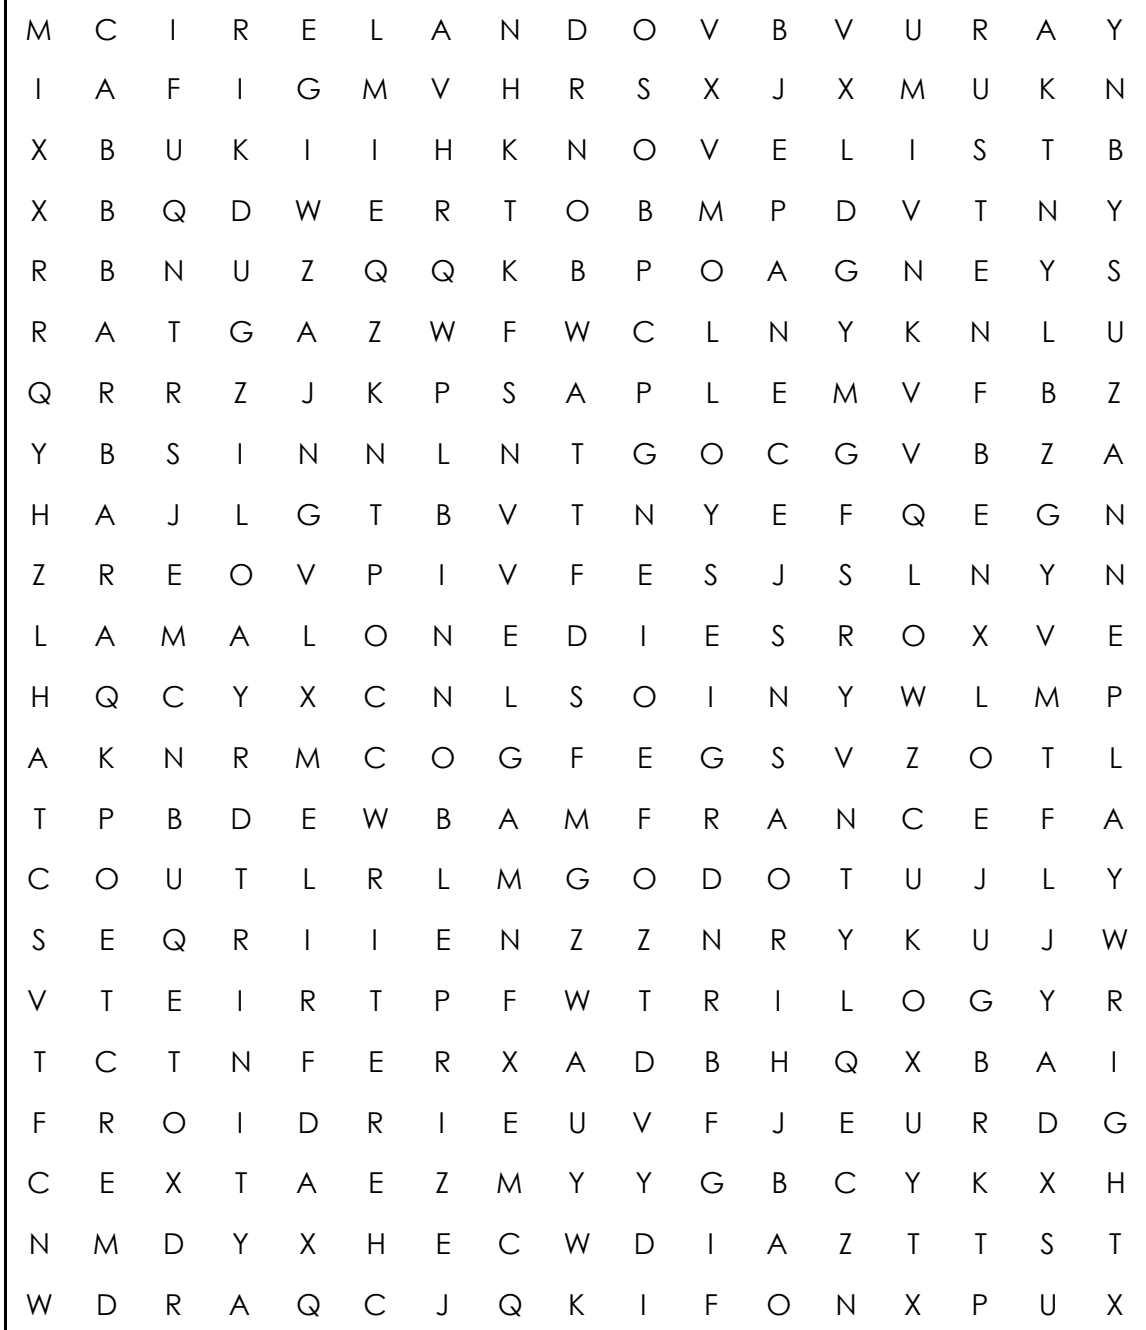 M C I R E L A N D O V B V U R A Y
I A F I G M V H R S X J X M U K N
X B U K I I H K N O V E L I S T B
X B Q D W E R T O B M P D V T N Y
R B N U Z Q Q K B P O A G N E Y S
R A T G A Z W F W C L N Y K N L U
Q R R Z J K P S A P L E M V F B Z
Y B S I N N L N T G O C G V B Z A
H A J L G T B V T N Y E F Q E G N
Z R E O V P I V F E S J S L N Y N
L A M A L O N E D I E S R O X V E
H Q C Y X C N L S O I N Y W L M P
A K N R M C O G F E G S V Z O T L
T P B D E W B A M F R A N C E F A
C O U T L R L M G O D O T U J L Y
S E Q R I I E N Z Z N R Y K U J W
V T E I R T P F W T R I L O G Y R
T C T N F E R X A D B H Q X B A I
F R O I D R I E U V F J E U R D G
C E X T A E Z M Y Y G B C Y K X H
N M D Y X H E C W D I A Z T T S T
W D R A Q C J Q K I F O N X P U X